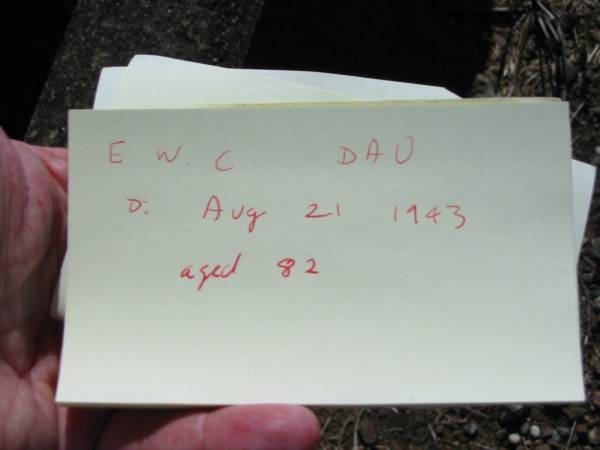 E. W. C DAU
D: Aug 21 1943
aged 82